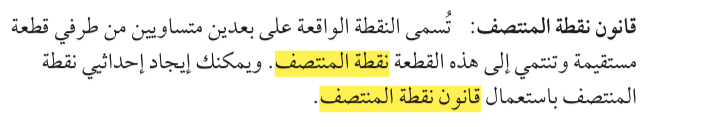 قانون نقطة المنتصف: تُسمى النقطة الواقعة على بعدين متساويين من طرفي قطعة
مستقيمة وتنتمي إلى هذه القطعة نقطة المنتصف. ويمكنك إيجاد إحداثيي نقطة
المنتصف باستعمال قانون نقطة المنتصف.